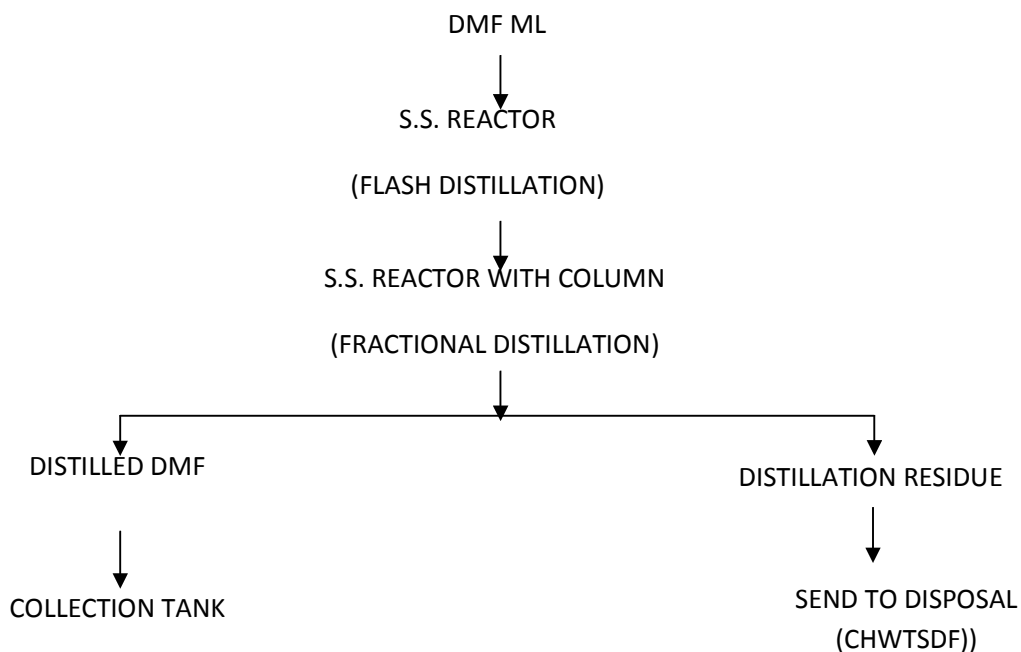 DMF ML
S.S. REACTOR
(FLASH DISTILLATION)
S.S. REACTOR WITH COLUMN
(FRACTIONAL DISTILLATION)
DISTILLED DMF
DISTILLATION RESIDUE
COLLECTION TANK
SEND TO DISPOSAL
(CHWTSDF))